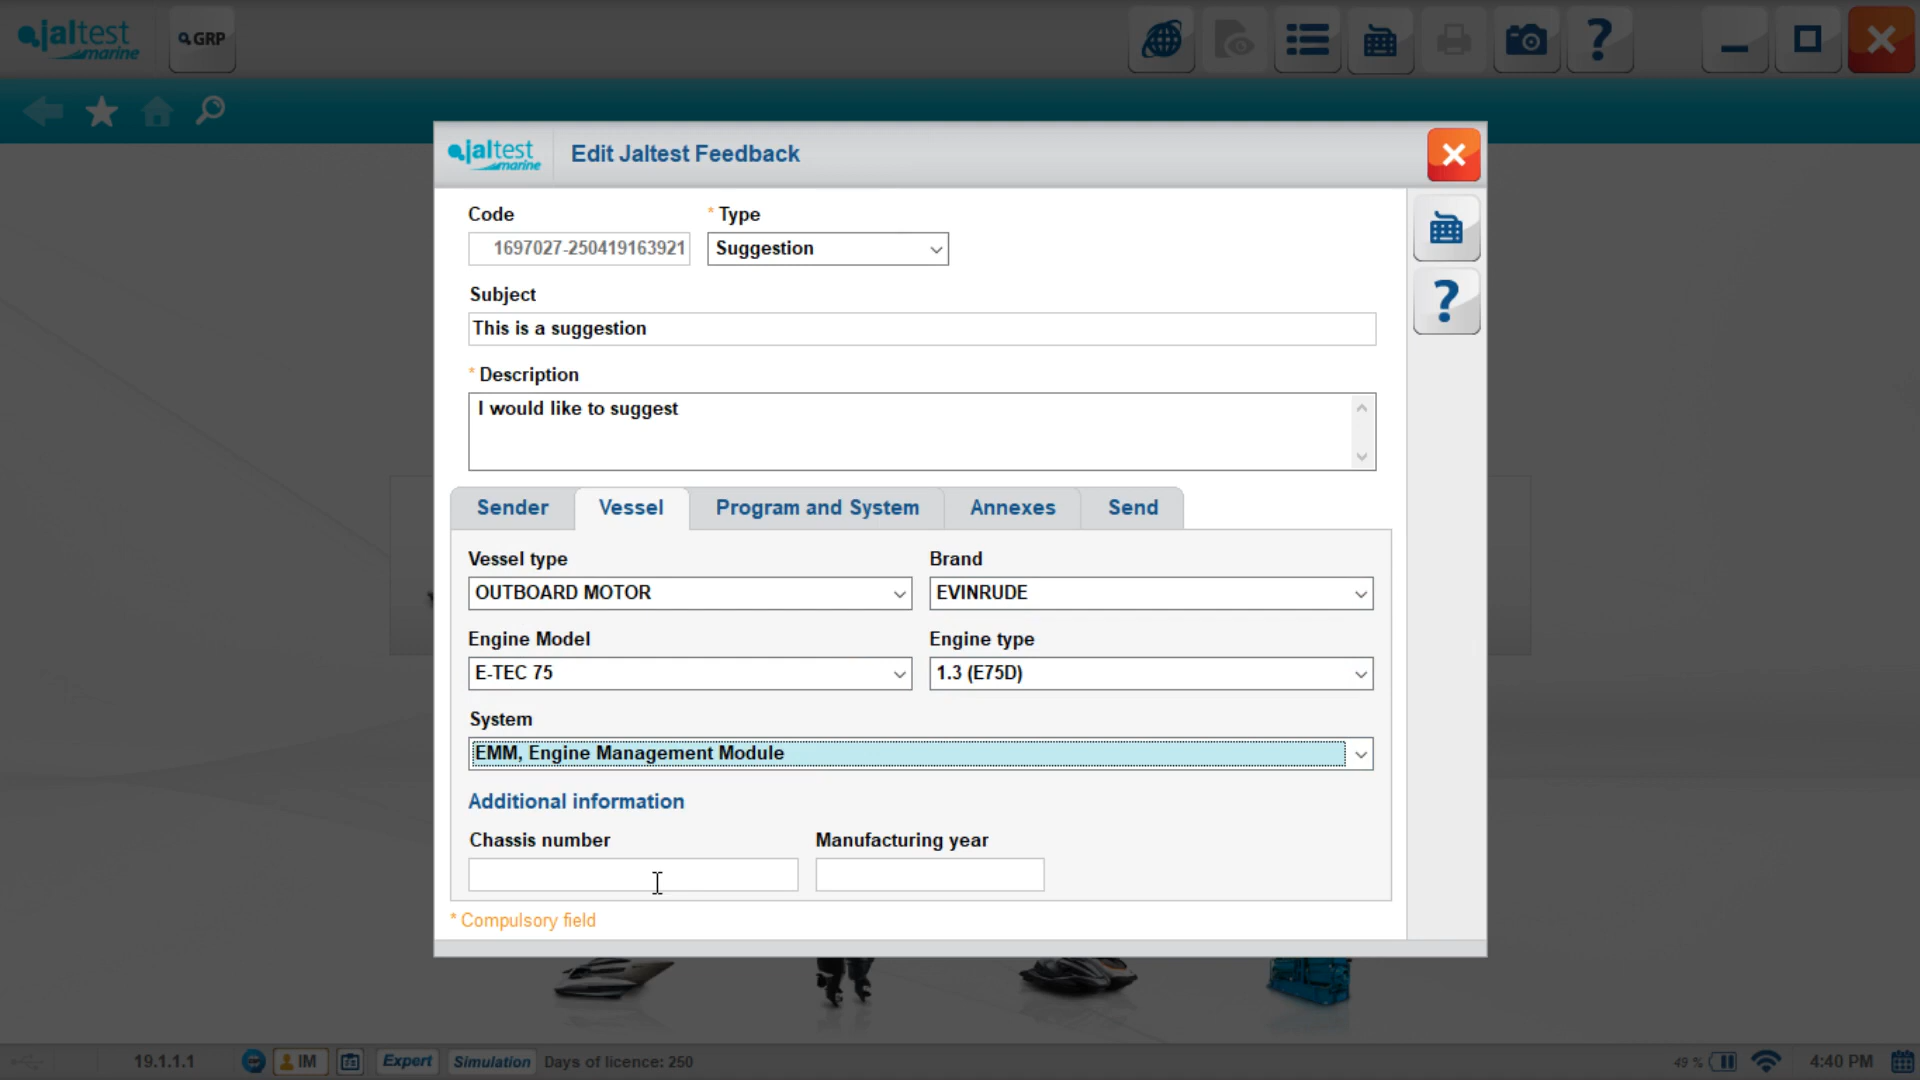 jaltest
marine
GRP
?
jaltest
marine
Edit Jaltest Feedback
Code
* Type
1697027-250419163921
Suggestion
?
Subject
This is a suggestion
* Description
I would like to suggest
Sender
Vessel
Program and System
Annexes
Send
Vessel type
Brand
OUTBOARD MOTOR
EVINRUDE
Engine Model
Engine type
E-TEC 75
1.3 (E75D)
System
EMM, Engine Management Module
Additional information
Chassis number
Manufacturing year
* Compulsory field
19.1.1.1
IM
Expert
Simulation
Days of licence: 250
49 %
4:40 PM